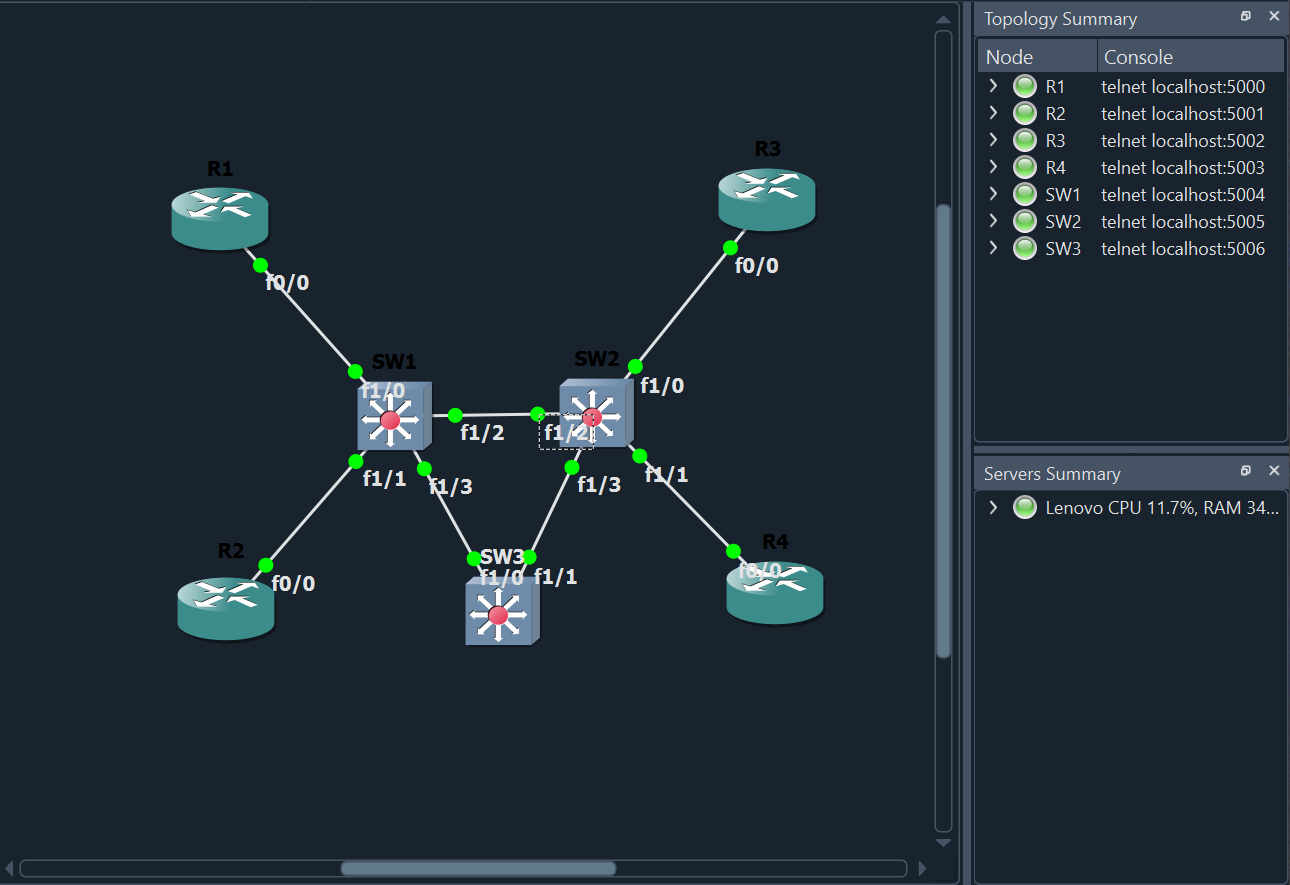 Topology Summary
Node Console
R1 telnet localhost:5000
R2 telnet localhost:5001
R3 telnet localhost:5002
R4 telnet localhost:5003
SW1 telnet localhost:5004
SW2 telnet localhost:5005
SW3 telnet localhost:5006
Servers Summary
Lenovo CPU 11.7%, RAM 34...
R1
R3
f0/0
f0/0
SW1
SW2
f1/0
f1/0
f1/2
f1/2
f1/1
f1/3
f1/3
f1/1
R2
SW3
R4
f0/0
f1/0
f1/1
f0/0